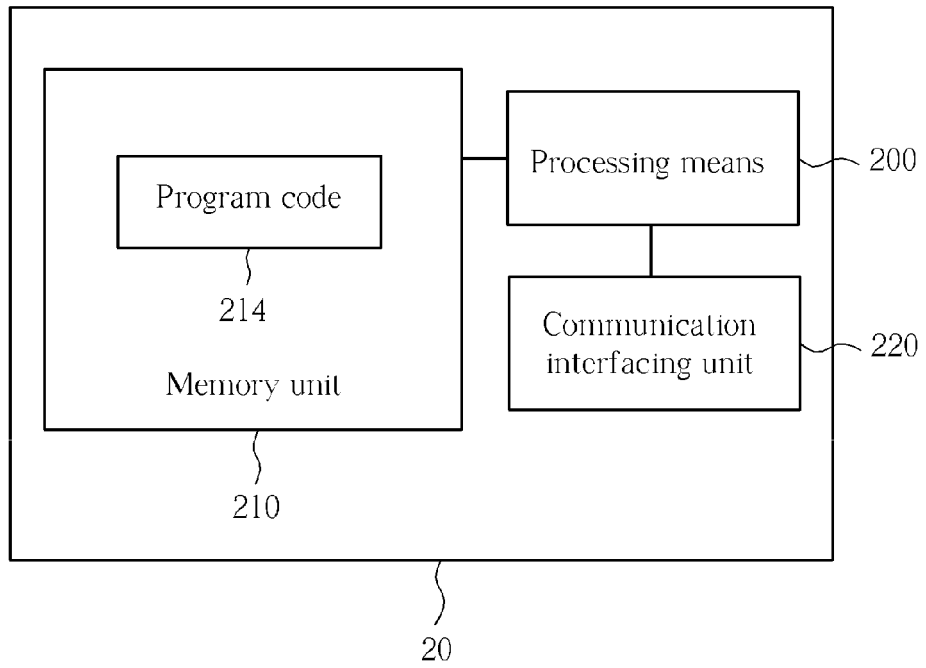 Program code
214
Memory unit
210
Processing means
200
Communication
interfacing unit
220
20